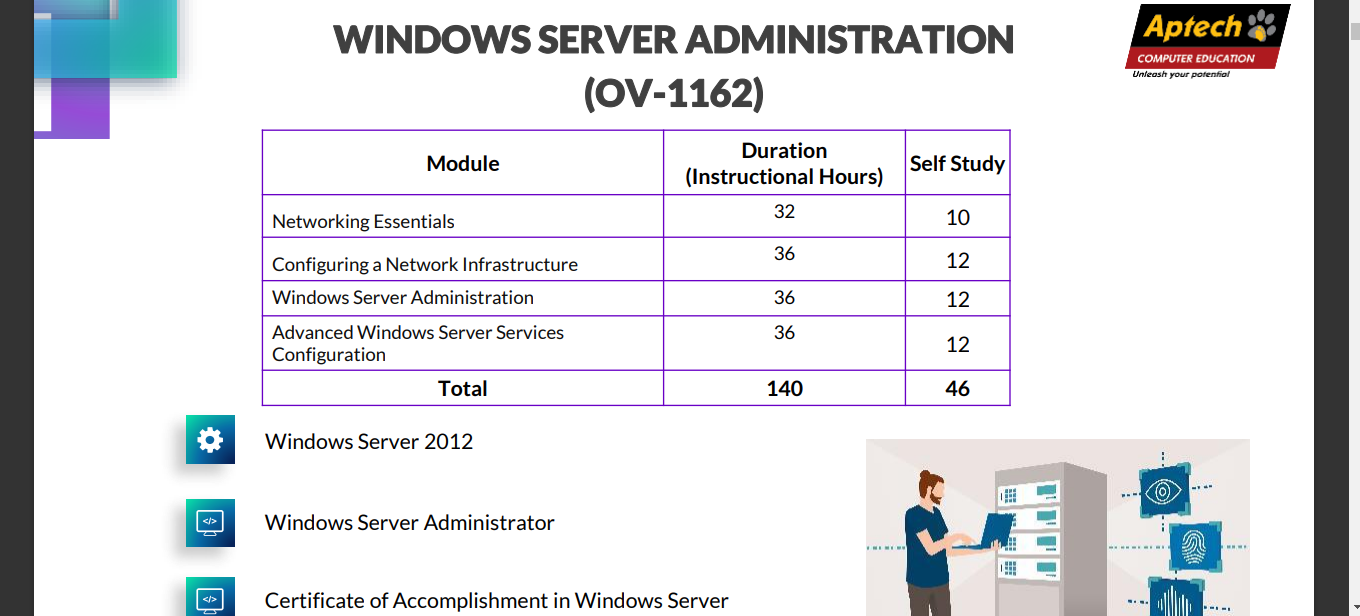 WINDOWS SERVER ADMINISTRATION
(OV-1162)
Aptech
COMPUTER EDUCATION
Unleash your potential
Module
Duration
(Instructional Hours)
Self Study
Networking Essentials
32
10
Configuring a Network Infrastructure
36
12
Windows Server Administration
36
12
Advanced Windows Server Services
Configuration
36
12
Total
140
46
Windows Server 2012
</>
Windows Server Administrator
</>
Certificate of Accomplishment in Windows Server